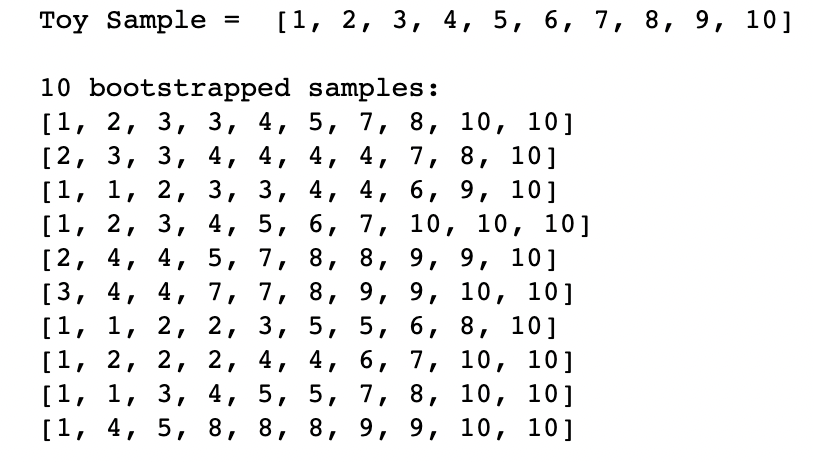 Toy Sample =  [1, 2, 3, 4, 5, 6, 7, 8, 9, 10]
10 bootstrapped samples:
[1, 2, 3, 3, 4, 5, 7, 8, 10, 10]
[2, 3, 3, 4, 4, 4, 4, 7, 8, 10]
[1, 1, 2, 3, 3, 4, 4, 6, 9, 10]
[1, 2, 3, 4, 5, 6, 7, 10, 10, 10]
[2, 4, 4, 5, 7, 8, 8, 9, 9, 10]
[3, 4, 4, 7, 7, 8, 9, 9, 10, 10]
[1, 1, 2, 2, 3, 5, 5, 6, 8, 10]
[1, 2, 2, 2, 4, 4, 6, 7, 10, 10]
[1, 1, 3, 4, 5, 5, 7, 8, 10, 10]
[1, 4, 5, 8, 8, 8, 9, 9, 10, 10]